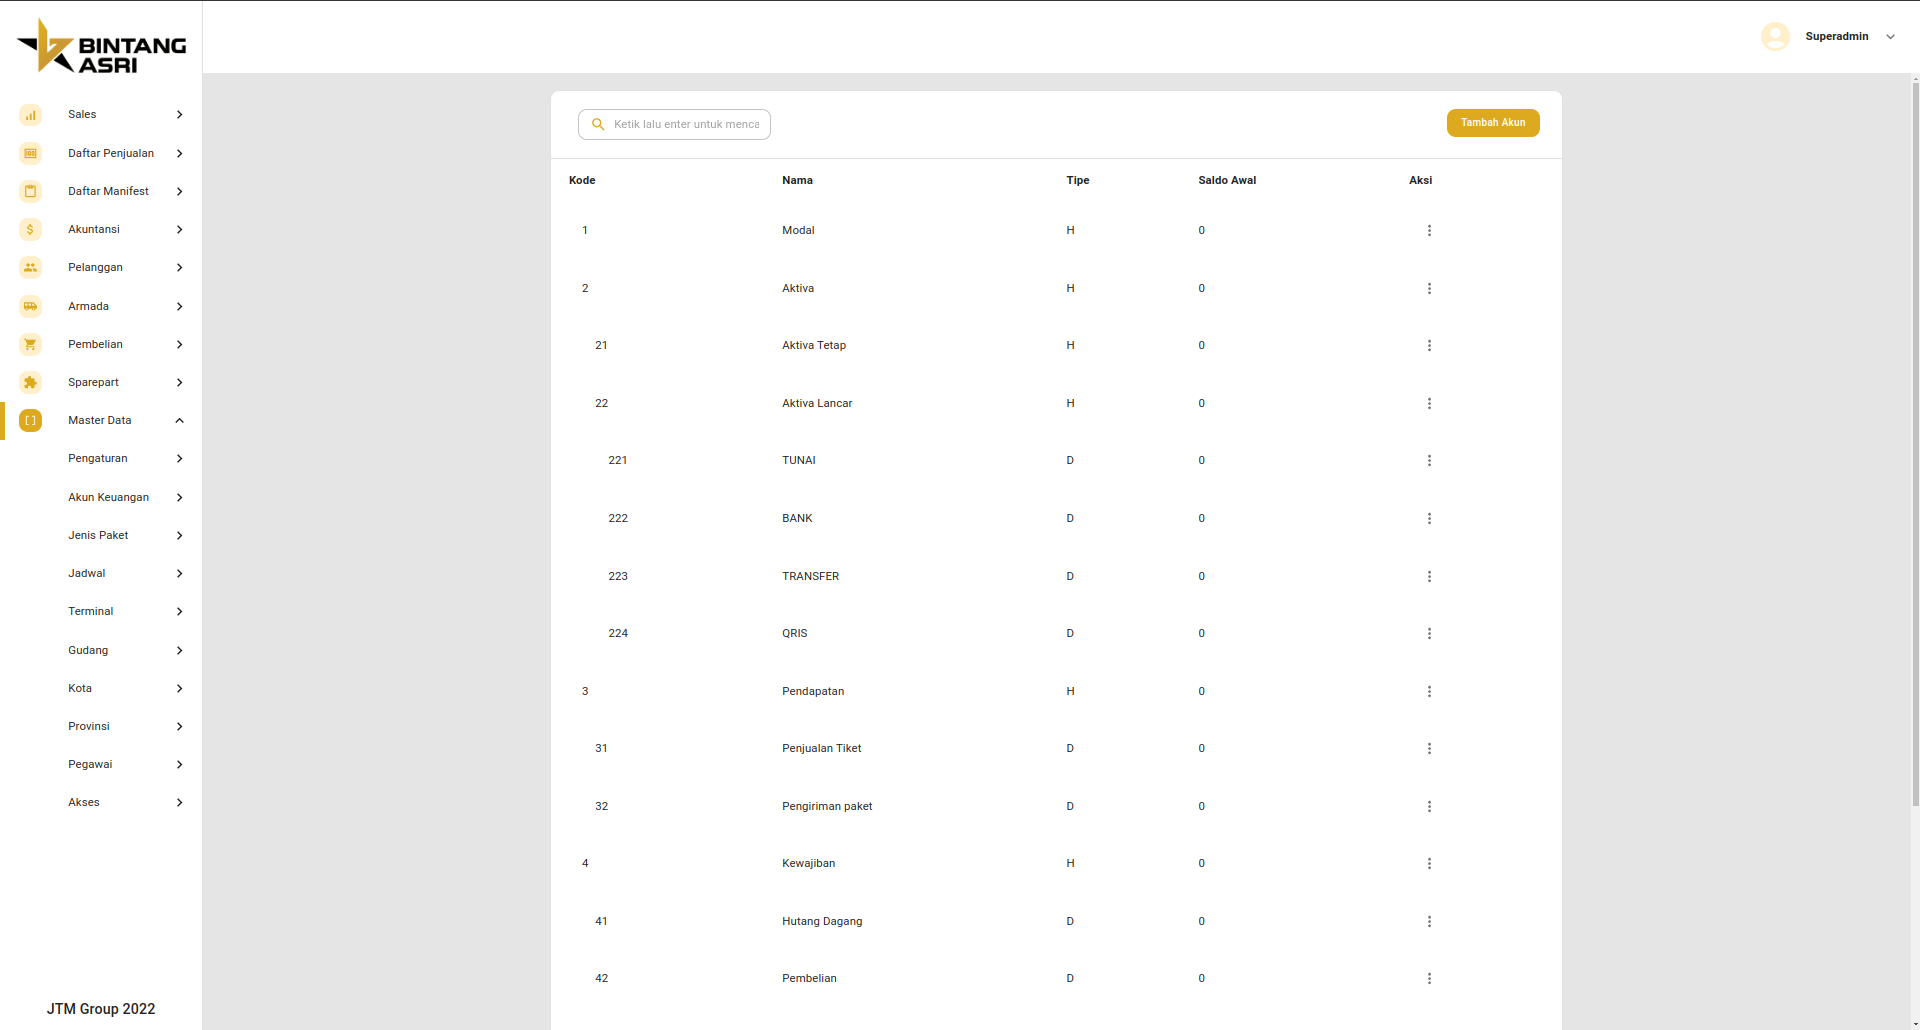 BINTANG
ASRI
Superadmin
Sales
Daftar Penjualan
Daftar Manifest
Akuntansi
Pelanggan
Armada
Pembelian
Sparepart
Master Data
Pengaturan
Akun Keuangan
Jenis Paket
Jadwal
Terminal
Gudang
Kota
Provinsi
Pegawai
Akses
JTM Group 2022
Ketik lalu enter untuk menca
Tambah Akun
Kode Nama Tipe Saldo Awal Aksi
1 Modal H 0
2 Aktiva H 0
21 Aktiva Tetap H 0
22 Aktiva Lancar H 0
221 TUNAI D 0
222 BANK D 0
223 TRANSFER D 0
224 QRIS D 0
3 Pendapatan H 0
31 Penjualan Tiket D 0
32 Pengiriman paket D 0
4 Kewajiban H 0
41 Hutang Dagang D 0
42 Pembelian D 0